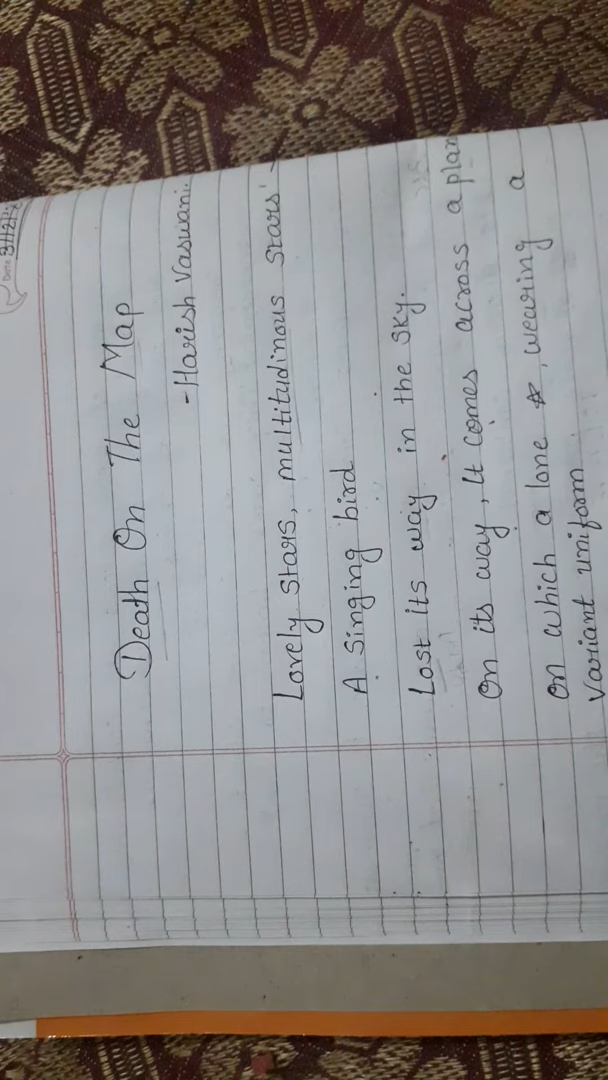 Date
Death On The Map
-Harish Vaswani.
Lovely stars, multitudinous stars'
A singing bird
Lost its way in the sky.
On its way, It comes across a plan
on which a lone ☆, wearing a
variant uniform